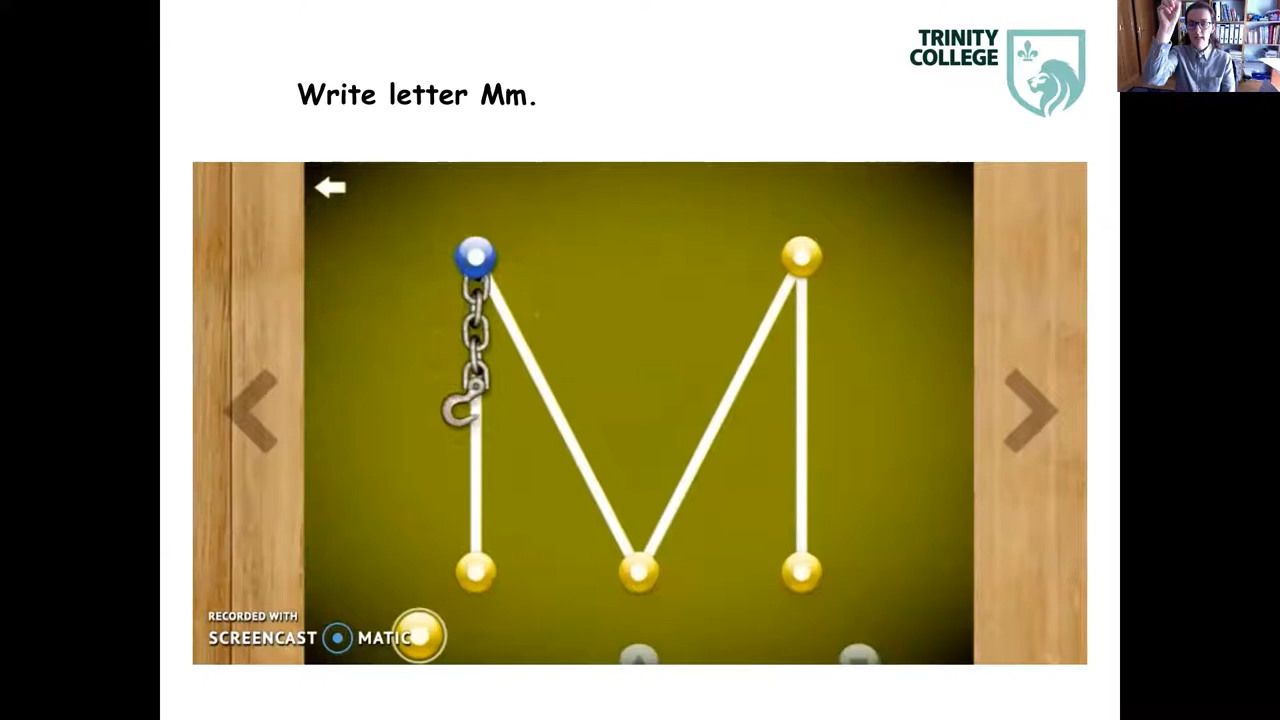 TRINITY
COLLEGE
Write letter Mm.
M
RECORDED WITH
SCREENCAST MATIC